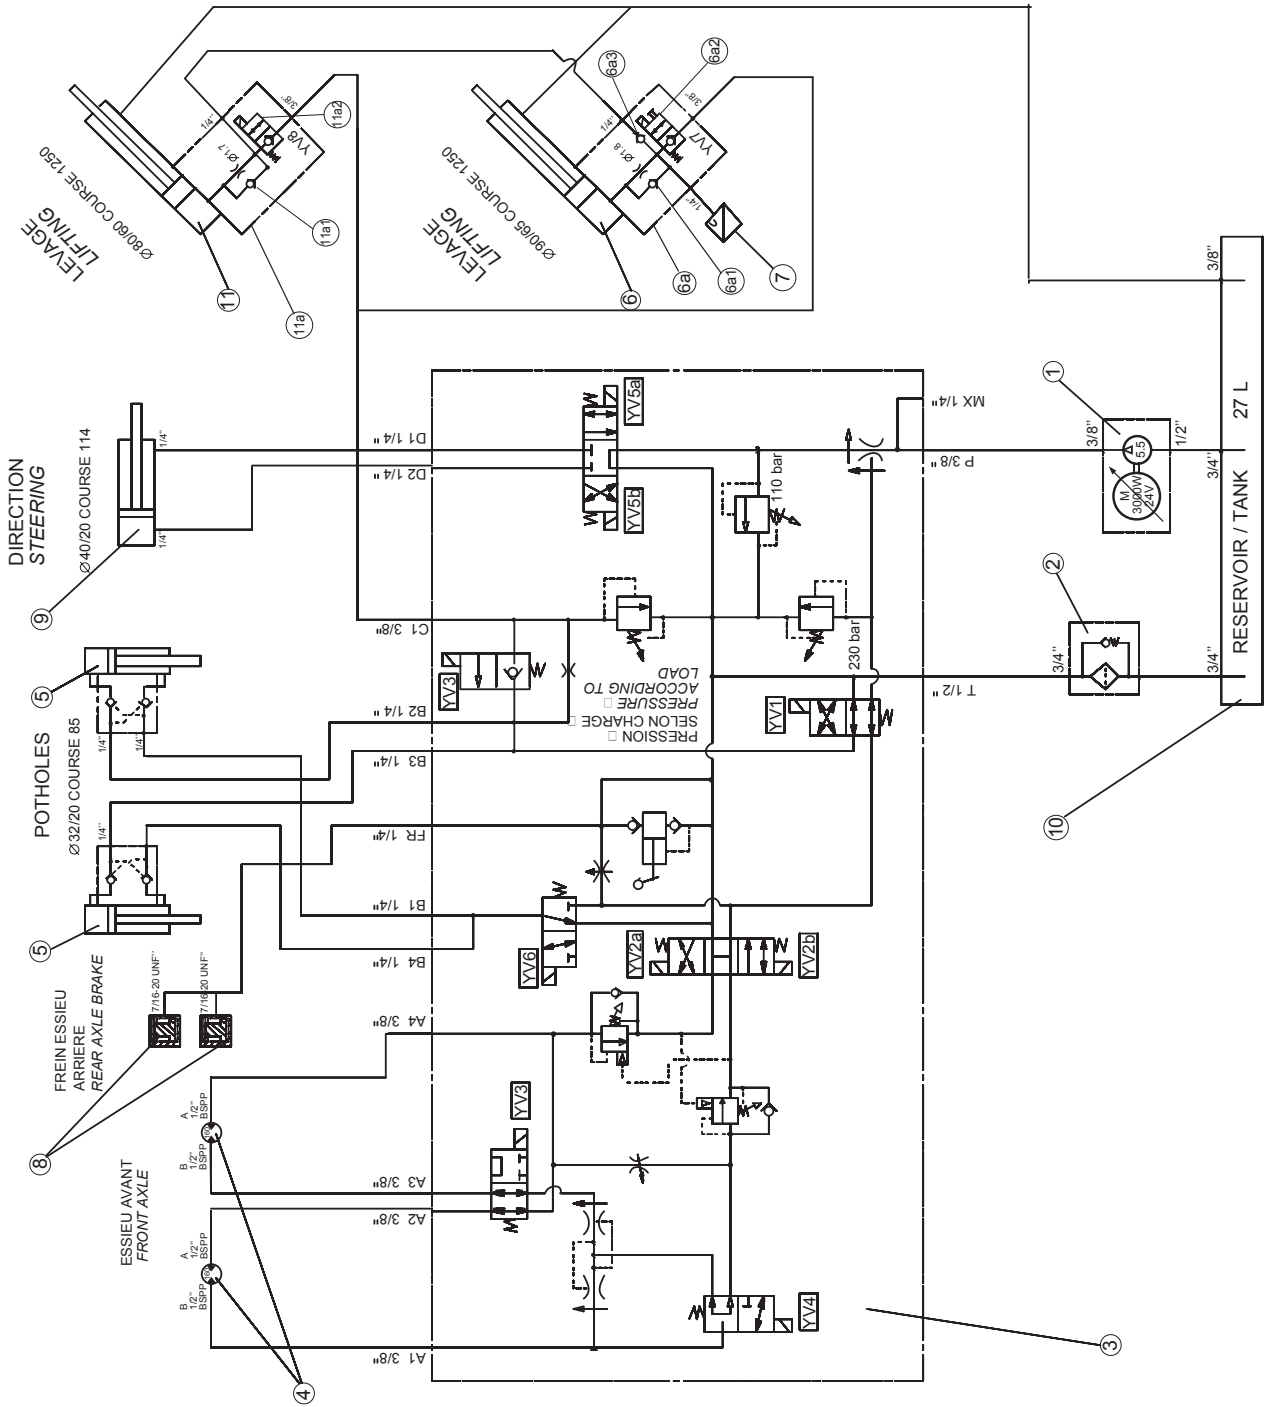 LEVAGE
LIFTING
Ø80/60 COURSE 1250
1/4"
3/8"
Ø1.7
YV8
11a2
11a1
11
11a
LEVAGE
LIFTING
Ø90/65 COURSE 1250
6a3
6a2
1/4"
3/8"
Ø1.8
YV7
1/4"
6
6a
6a1
7
DIRECTION
STEERING
Ø40/20 COURSE 114
1/4"
1/4"
9
POTHOLES
Ø32/20 COURSE 85
5
1/4"
1/4"
1/4"
5
FREIN ESSIEU
ARRIERE
REAR AXLE BRAKE
7/16-20 UNF"
7/16-20 UNF"
8
ESSIEU AVANT
FRONT AXLE
A
1/2"
BSPP
B
1/2"
BSPP
160
A
1/2"
BSPP
B
1/2"
BSPP
160
4
D1 1/4"
D2 1/4"
C1 3/8"
B2 1/4"
B3 1/4"
FR 1/4"
B1 1/4"
B4 1/4"
A4 3/8"
A3 3/8"
A2 3/8"
A1 3/8"
YV5a
YV5b
110 bar
YV3
PRESSION
SELON CHARGE
PRESSURE
ACCORDING TO
LOAD
230 bar
YV1
YV6
YV2a
YV2b
YV3
YV4
MX 1/4"
P 3/8"
T 1/2"
3
1
3/8"
5.5
M
3000W
24V
1/2"
2
3/4"
3/4"
3/4"
3/8"
RESERVOIR / TANK 27 L
10